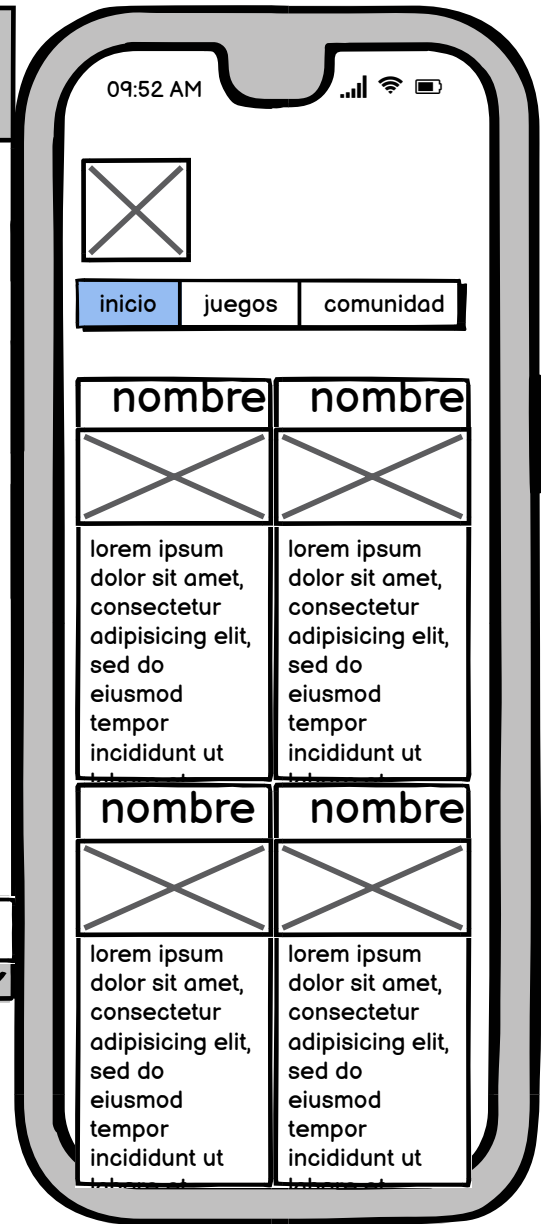 09:52 AM
inicio juegos comunidad
nombre
lorem ipsum
dolor sit amet,
consectetur
adipisicing elit,
sed do
eiusmod
tempor
incididunt ut
nombre
lorem ipsum
dolor sit amet,
consectetur
adipisicing elit,
sed do
eiusmod
tempor
incididunt ut
nombre
lorem ipsum
dolor sit amet,
consectetur
adipisicing elit,
sed do
eiusmod
tempor
incididunt ut
nombre
lorem ipsum
dolor sit amet,
consectetur
adipisicing elit,
sed do
eiusmod
tempor
incididunt ut